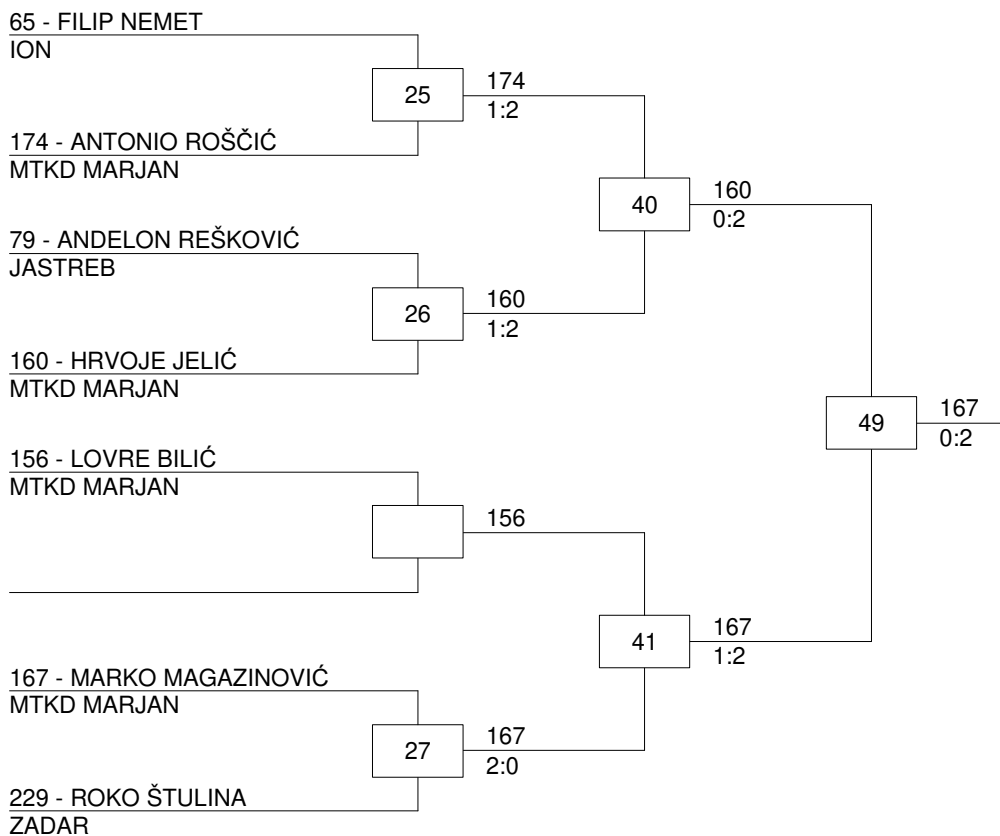 65 - FILIP NEMET
ION
25
174
1:2
174 - ANTONIO ROŠČIĆ
MTKD MARJAN
40
160
0:2
79 - ANDELON REŠKOVIĆ
JASTREB
26
160
1:2
160 - HRVOJE JELIĆ
MTKD MARJAN
49
167
0:2
156 - LOVRE BILIĆ
MTKD MARJAN
156
41
167
1:2
167 - MARKO MAGAZINOVIĆ
MTKD MARJAN
27
167
2:0
229 - ROKO ŠTULINA
ZADAR